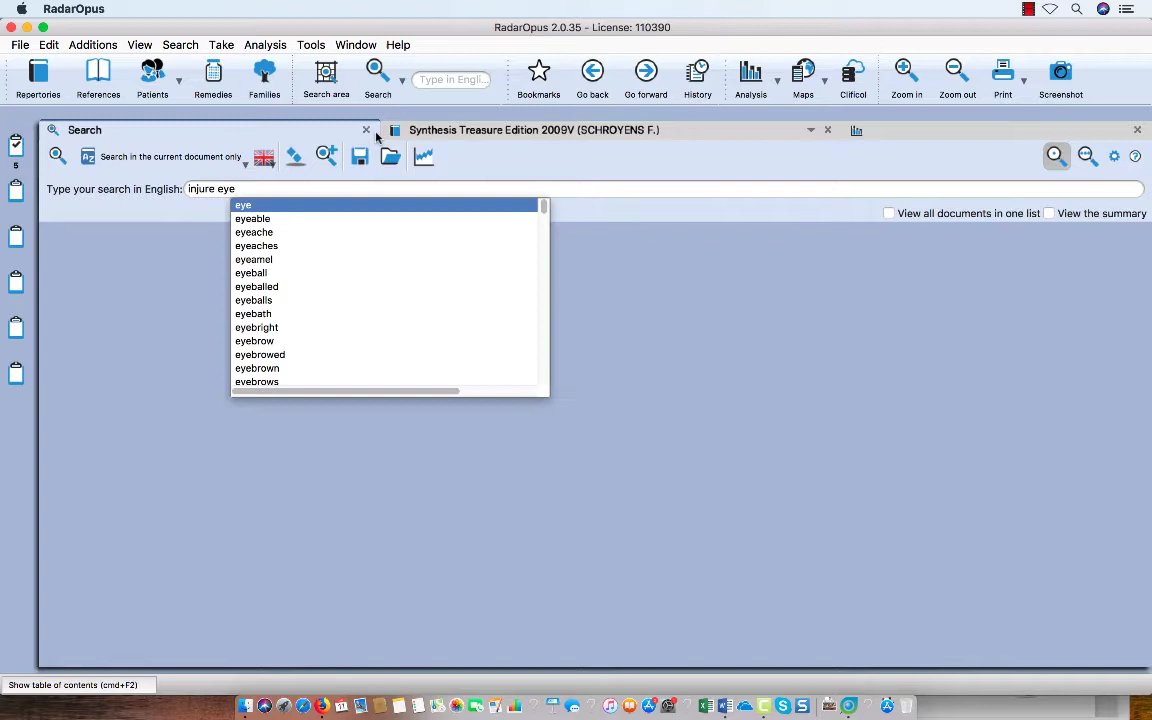 RadarOpus
RadarOpus 2.0.35 - License: 110390
File Edit Additions View Search Take Analysis Tools Window Help
Type in Engli...
Repertories References Patients Remedies Families Search area Search Bookmarks Go back Go forward History Analysis Maps Clificol Zoom in Zoom out Print Screenshot
Search Synthesis Treasure Edition 2009V (SCHROYENS F.)
5
Search in the current document only
Type your search in English: injure eye
View all documents in one list View the summary
eye
eyeable
eyeache
eyeaches
eyeamel
eyeball
eyeballed
eyeballs
eyebath
eyebright
eyebrow
eyebrowed
eyebrown
eyebrows
Show table of contents (cmd+F2)